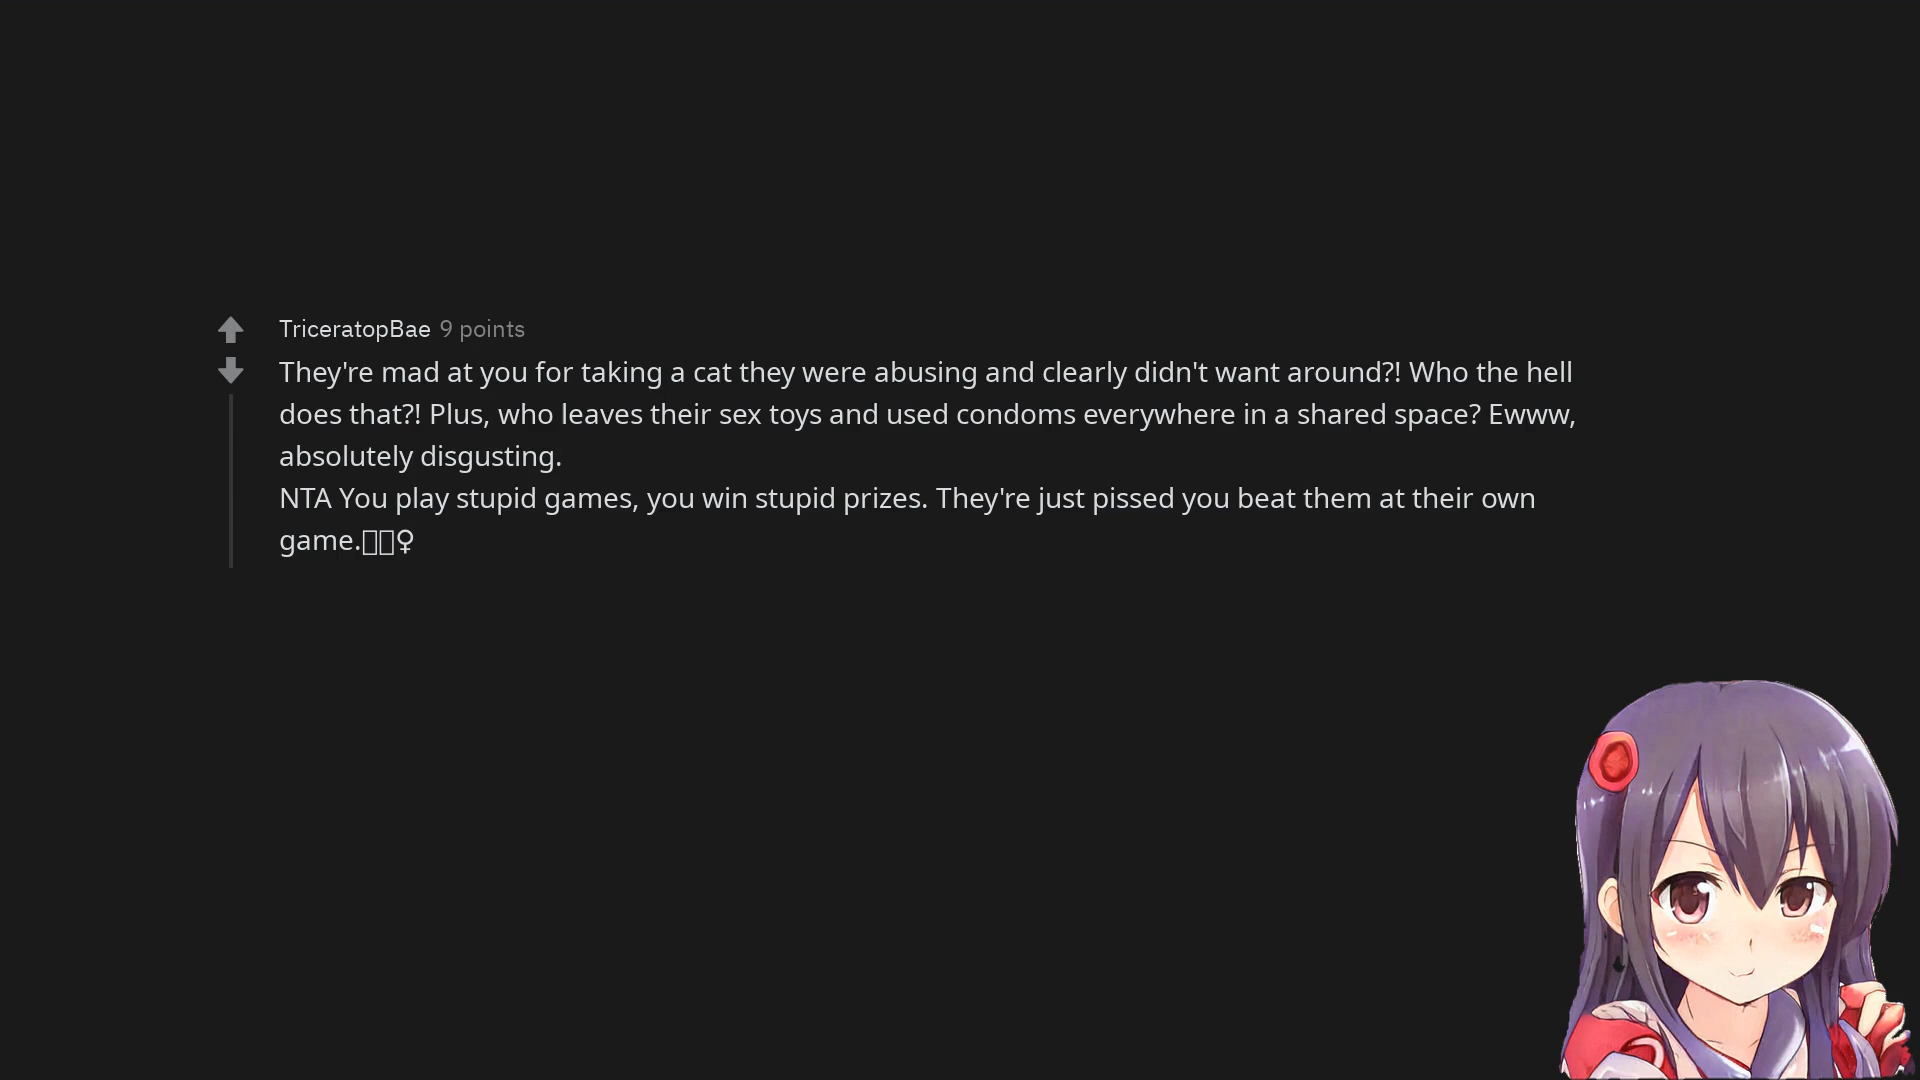 TriceratopBae 9 points
They're mad at you for taking a cat they were abusing and clearly didn't want around?! Who the hell
does that?! Plus, who leaves their sex toys and used condoms everywhere in a shared space? Ewww,
absolutely disgusting.
NTA You play stupid games, you win stupid prizes. They're just pissed you beat them at their own
game.▯▯♀